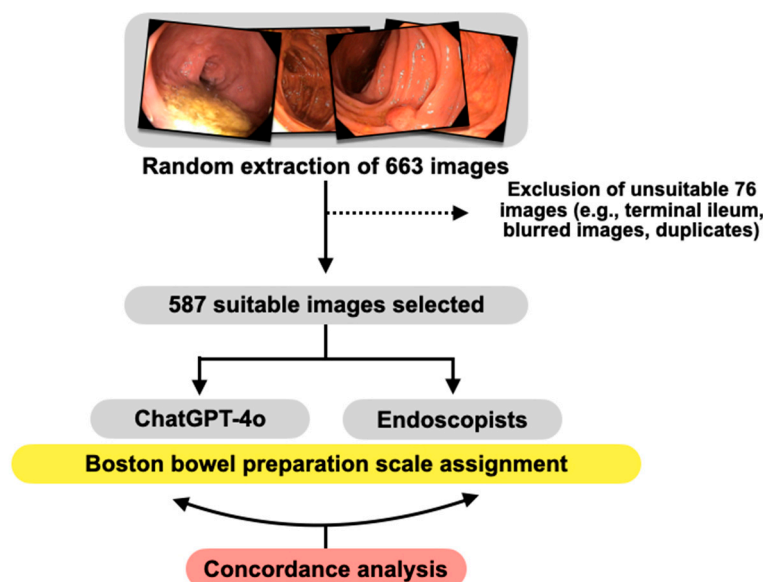 Random extraction of 663 images
Exclusion of unsuitable 76
images (e.g., terminal ileum,
blurred images, duplicates)
587 suitable images selected
ChatGPT-4o
Endoscopists
Boston bowel preparation scale assignment
Concordance analysis